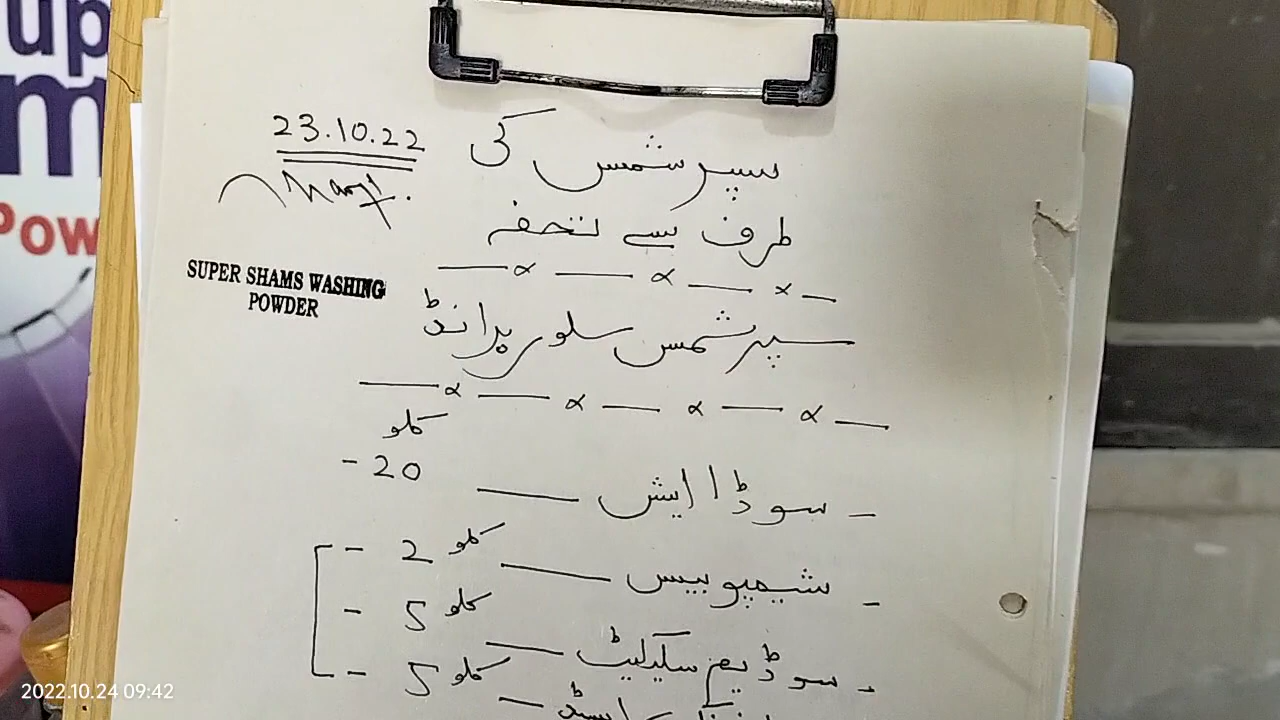 up
m
Pow
23.10.22
سپر شمس کی
طرف سے تحفہ
SUPER SHAMS WASHING
POWDER
سپر شمس سلور برانڈ
کلو
سوڈا ایش — 20 -
شیمپو بیس — 2 کلو -
سوڈیم سلیکیٹ — 5 کلو -
5 کلو -
2022.10.24 09:42